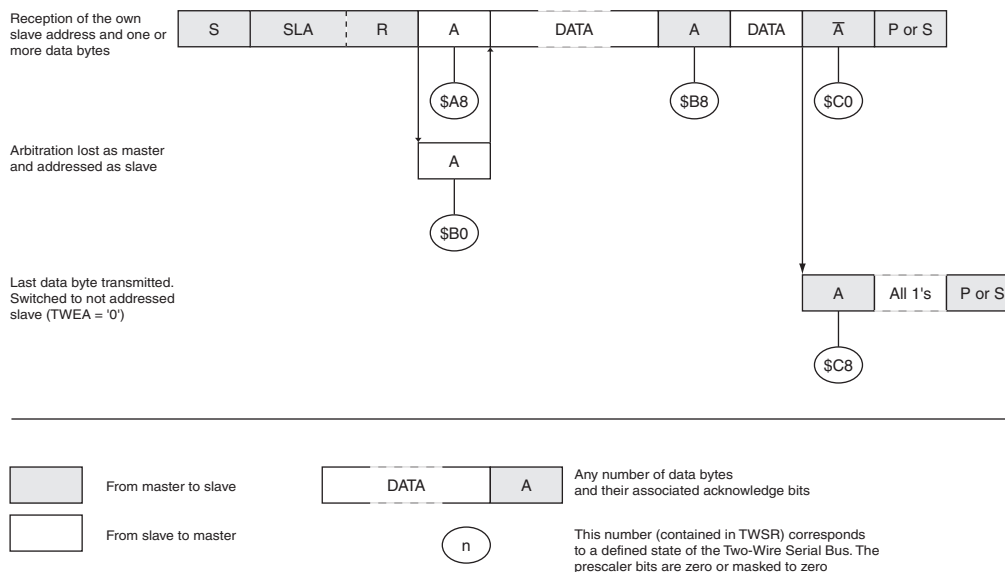 Reception of the own
slave address and one or
more data bytes
S SLA R A DATA A DATA A̅ P or S
$A8 $B8 $C0
Arbitration lost as master
and addressed as slave
A
$B0
Last data byte transmitted.
Switched to not addressed
slave (TWEA = '0')
A All 1's P or S
$C8
From master to slave
DATA A
Any number of data bytes
and their associated acknowledge bits
From slave to master
n
This number (contained in TWSR) corresponds
to a defined state of the Two-Wire Serial Bus. The
prescaler bits are zero or masked to zero